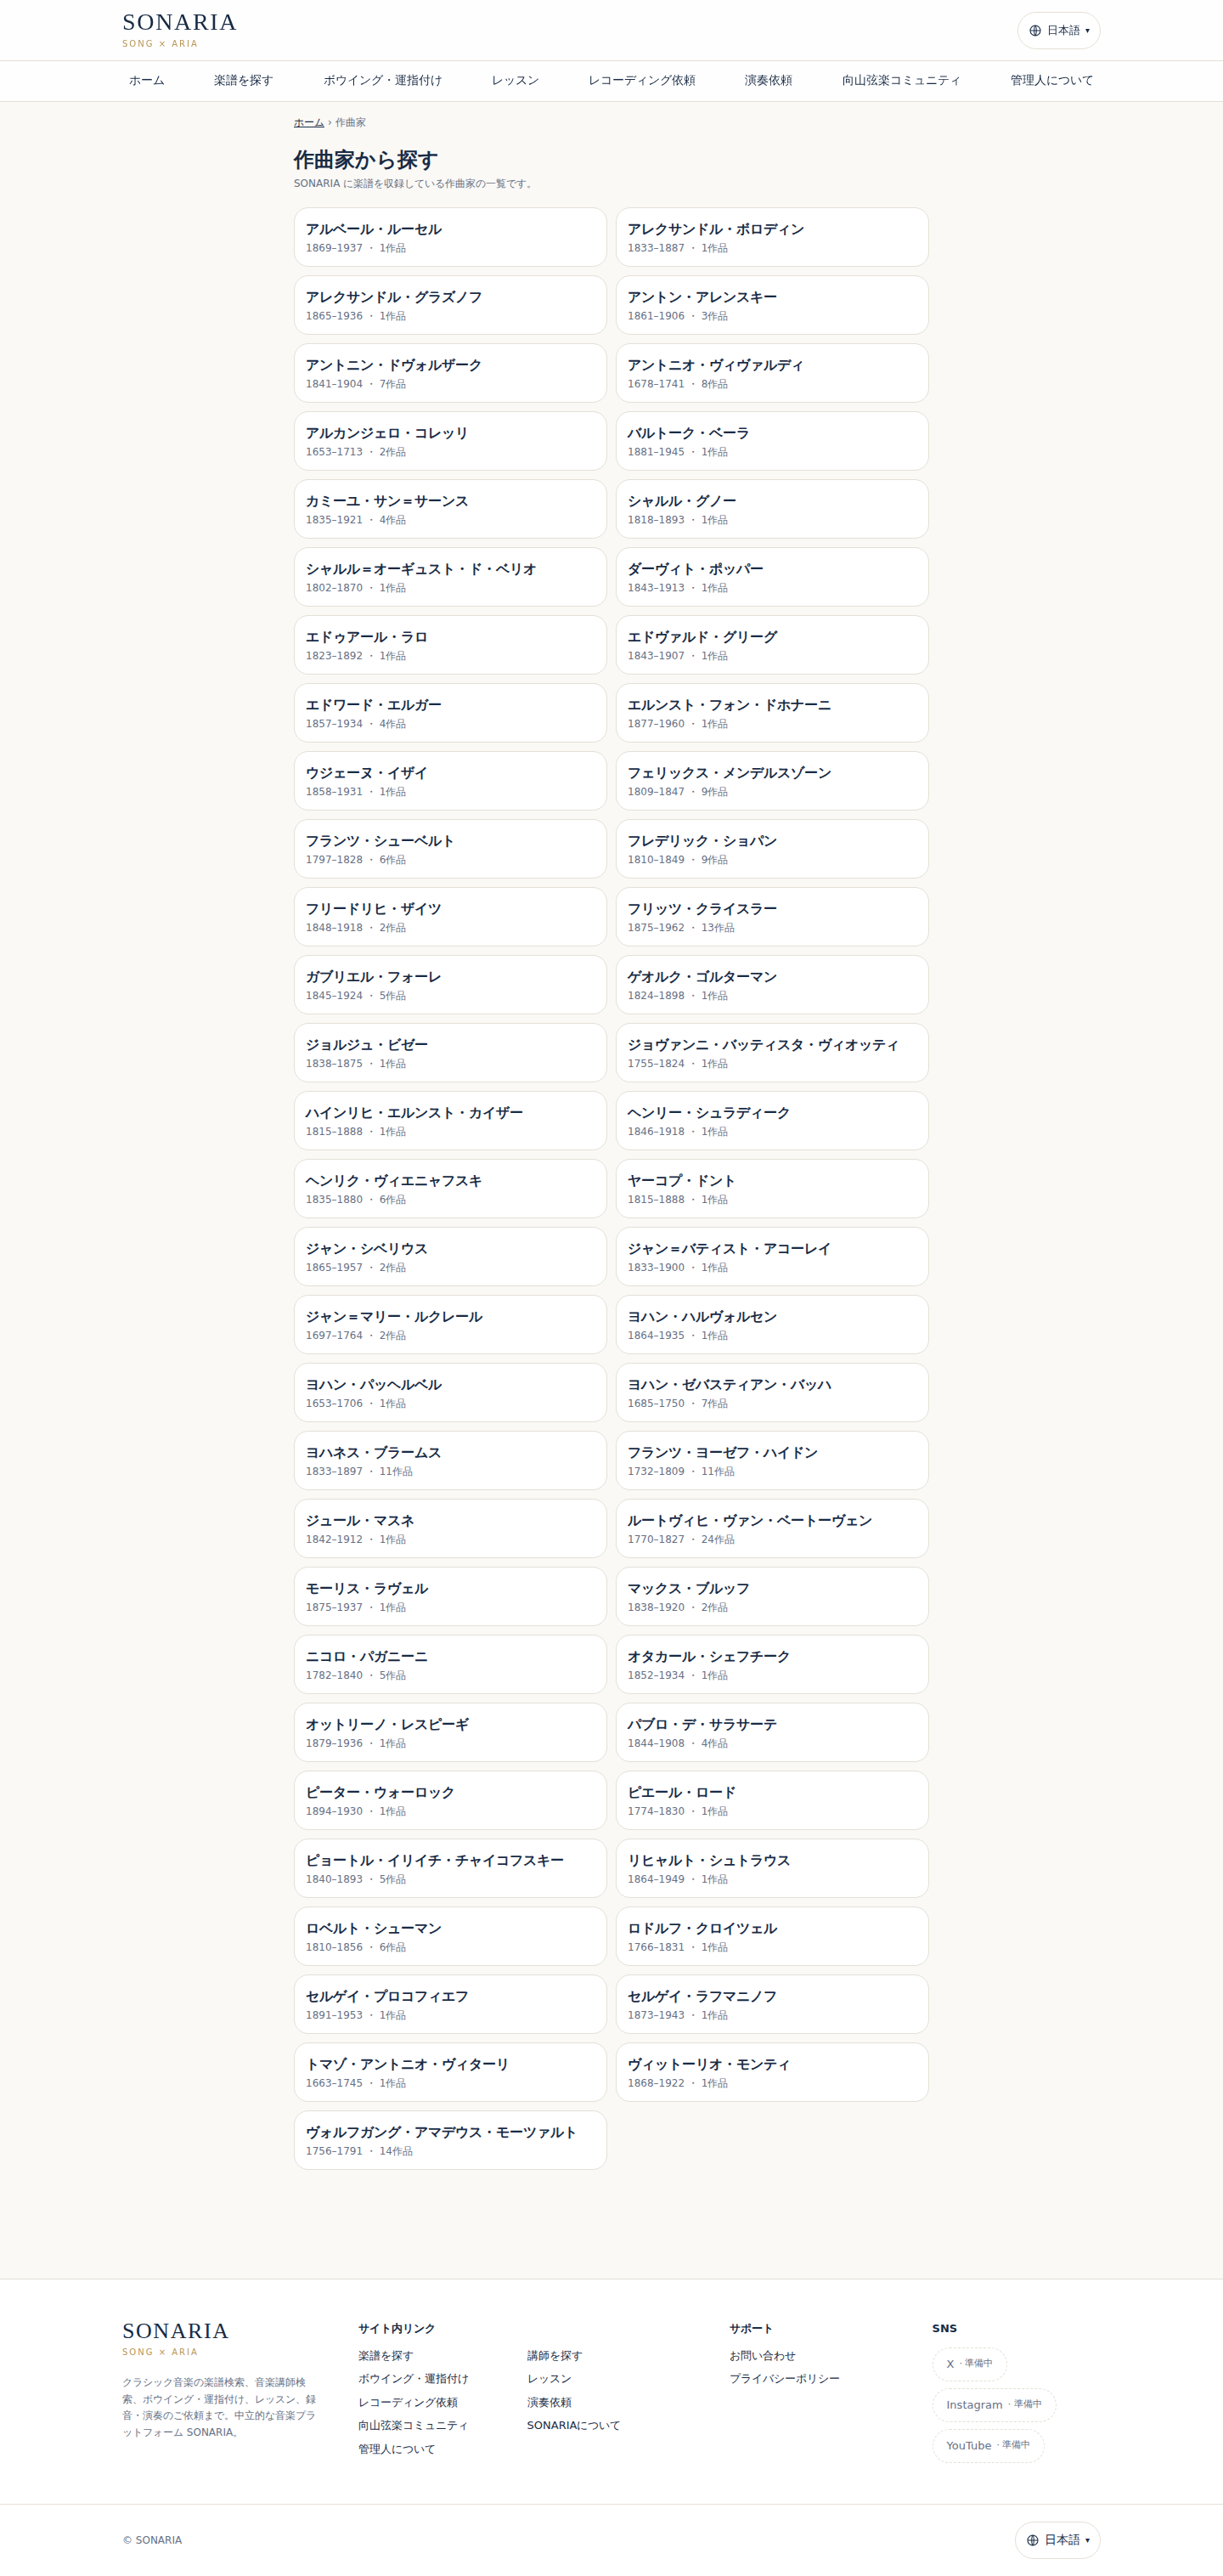 SONARIA
SONG × ARIA
日本語 ▾
ホーム 楽譜を探す ボウイング・運指付け レッスン レコーディング依頼 演奏依頼 向山弦楽コミュニティ 管理人について
ホーム › 作曲家
作曲家から探す
SONARIA に楽譜を収録している作曲家の一覧です。
アルベール・ルーセル
1869–1937 ・ 1作品
アレクサンドル・ボロディン
1833–1887 ・ 1作品
アレクサンドル・グラズノフ
1865–1936 ・ 1作品
アントン・アレンスキー
1861–1906 ・ 3作品
アントニン・ドヴォルザーク
1841–1904 ・ 7作品
アントニオ・ヴィヴァルディ
1678–1741 ・ 8作品
アルカンジェロ・コレッリ
1653–1713 ・ 2作品
バルトーク・ベーラ
1881–1945 ・ 1作品
カミーユ・サン＝サーンス
1835–1921 ・ 4作品
シャルル・グノー
1818–1893 ・ 1作品
シャルル＝オーギュスト・ド・ベリオ
1802–1870 ・ 1作品
ダーヴィト・ポッパー
1843–1913 ・ 1作品
エドゥアール・ラロ
1823–1892 ・ 1作品
エドヴァルド・グリーグ
1843–1907 ・ 1作品
エドワード・エルガー
1857–1934 ・ 4作品
エルンスト・フォン・ドホナーニ
1877–1960 ・ 1作品
ウジェーヌ・イザイ
1858–1931 ・ 1作品
フェリックス・メンデルスゾーン
1809–1847 ・ 9作品
フランツ・シューベルト
1797–1828 ・ 6作品
フレデリック・ショパン
1810–1849 ・ 9作品
フリードリヒ・ザイツ
1848–1918 ・ 2作品
フリッツ・クライスラー
1875–1962 ・ 13作品
ガブリエル・フォーレ
1845–1924 ・ 5作品
ゲオルク・ゴルターマン
1824–1898 ・ 1作品
ジョルジュ・ビゼー
1838–1875 ・ 1作品
ジョヴァンニ・バッティスタ・ヴィオッティ
1755–1824 ・ 1作品
ハインリヒ・エルンスト・カイザー
1815–1888 ・ 1作品
ヘンリー・シュラディーク
1846–1918 ・ 1作品
ヘンリク・ヴィエニャフスキ
1835–1880 ・ 6作品
ヤーコプ・ドント
1815–1888 ・ 1作品
ジャン・シベリウス
1865–1957 ・ 2作品
ジャン＝バティスト・アコーレイ
1833–1900 ・ 1作品
ジャン＝マリー・ルクレール
1697–1764 ・ 2作品
ヨハン・ハルヴォルセン
1864–1935 ・ 1作品
ヨハン・パッヘルベル
1653–1706 ・ 1作品
ヨハン・ゼバスティアン・バッハ
1685–1750 ・ 7作品
ヨハネス・ブラームス
1833–1897 ・ 11作品
フランツ・ヨーゼフ・ハイドン
1732–1809 ・ 11作品
ジュール・マスネ
1842–1912 ・ 1作品
ルートヴィヒ・ヴァン・ベートーヴェン
1770–1827 ・ 24作品
モーリス・ラヴェル
1875–1937 ・ 1作品
マックス・ブルッフ
1838–1920 ・ 2作品
ニコロ・パガニーニ
1782–1840 ・ 5作品
オタカール・シェフチーク
1852–1934 ・ 1作品
オットリーノ・レスピーギ
1879–1936 ・ 1作品
パブロ・デ・サラサーテ
1844–1908 ・ 4作品
ピーター・ウォーロック
1894–1930 ・ 1作品
ピエール・ロード
1774–1830 ・ 1作品
ピョートル・イリイチ・チャイコフスキー
1840–1893 ・ 5作品
リヒャルト・シュトラウス
1864–1949 ・ 1作品
ロベルト・シューマン
1810–1856 ・ 6作品
ロドルフ・クロイツェル
1766–1831 ・ 1作品
セルゲイ・プロコフィエフ
1891–1953 ・ 1作品
セルゲイ・ラフマニノフ
1873–1943 ・ 1作品
トマゾ・アントニオ・ヴィターリ
1663–1745 ・ 1作品
ヴィットーリオ・モンティ
1868–1922 ・ 1作品
ヴォルフガング・アマデウス・モーツァルト
1756–1791 ・ 14作品
SONARIA
SONG × ARIA
クラシック音楽の楽譜検索、音楽講師検
索、ボウイング・運指付け、レッスン、録
音・演奏のご依頼まで。中立的な音楽プラ
ットフォーム SONARIA。
サイト内リンク
楽譜を探す
講師を探す
ボウイング・運指付け
レッスン
レコーディング依頼
演奏依頼
向山弦楽コミュニティ
SONARIAについて
管理人について
サポート
お問い合わせ
プライバシーポリシー
SNS
X ・準備中
Instagram ・準備中
YouTube ・準備中
© SONARIA
日本語 ▾